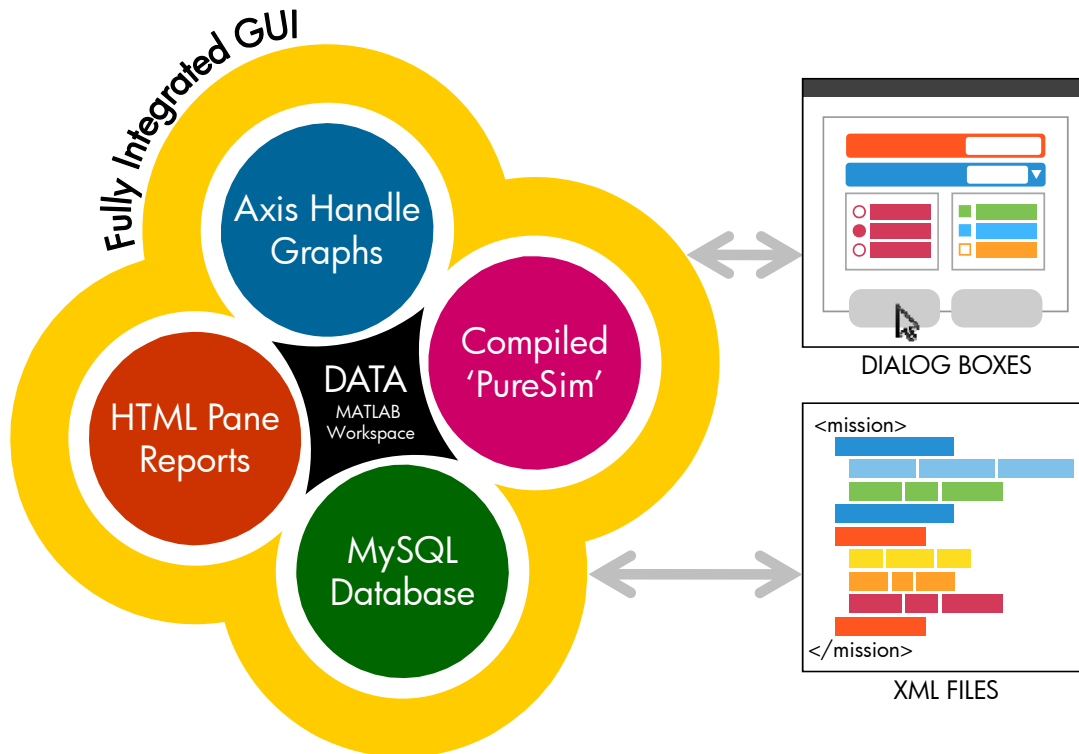 Fully Integrated GUI
Axis Handle
Graphs
Compiled
‘PureSim’
DATA
MATLAB
Workspace
HTML Pane
Reports
MySQL
Database
DIALOG BOXES
<mission>
</mission>
XML FILES